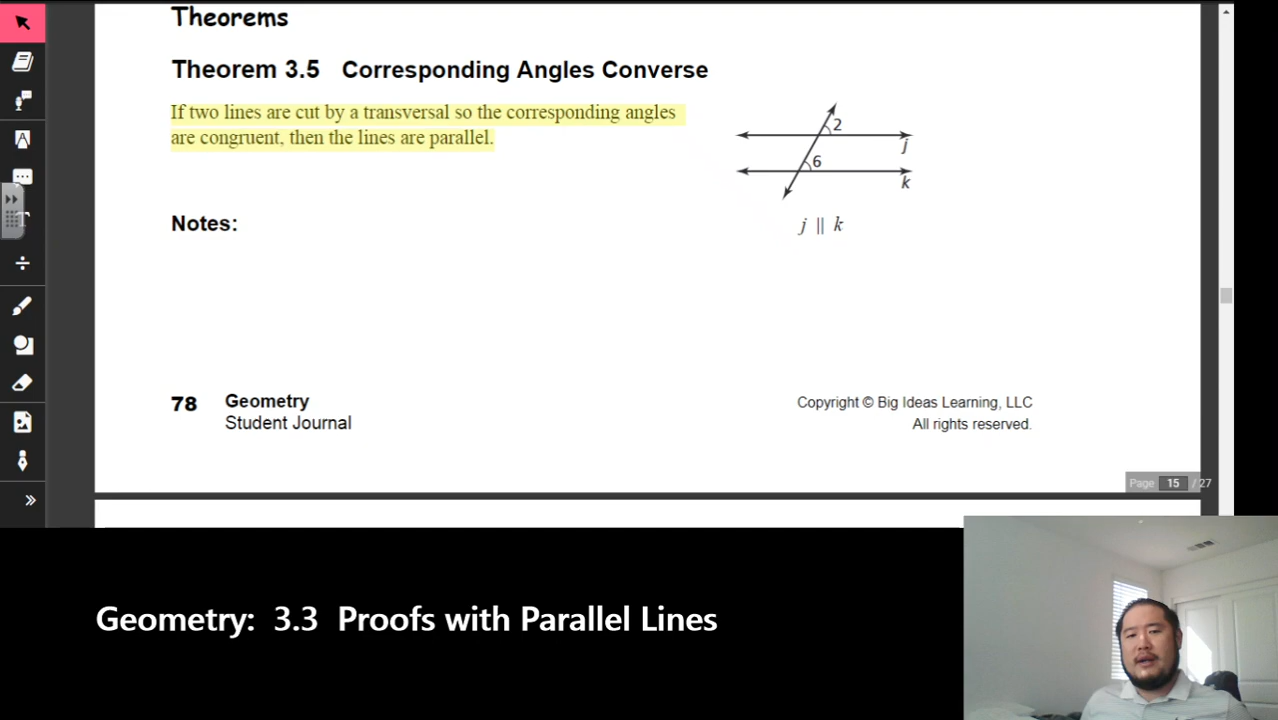 Theorems
Theorem 3.5 Corresponding Angles Converse
If two lines are cut by a transversal so the corresponding angles
are congruent, then the lines are parallel.
2
j
6
k
j || k
Notes:
78 Geometry
Student Journal
Copyright © Big Ideas Learning, LLC
All rights reserved.
Page 15 / 27
Geometry: 3.3 Proofs with Parallel Lines